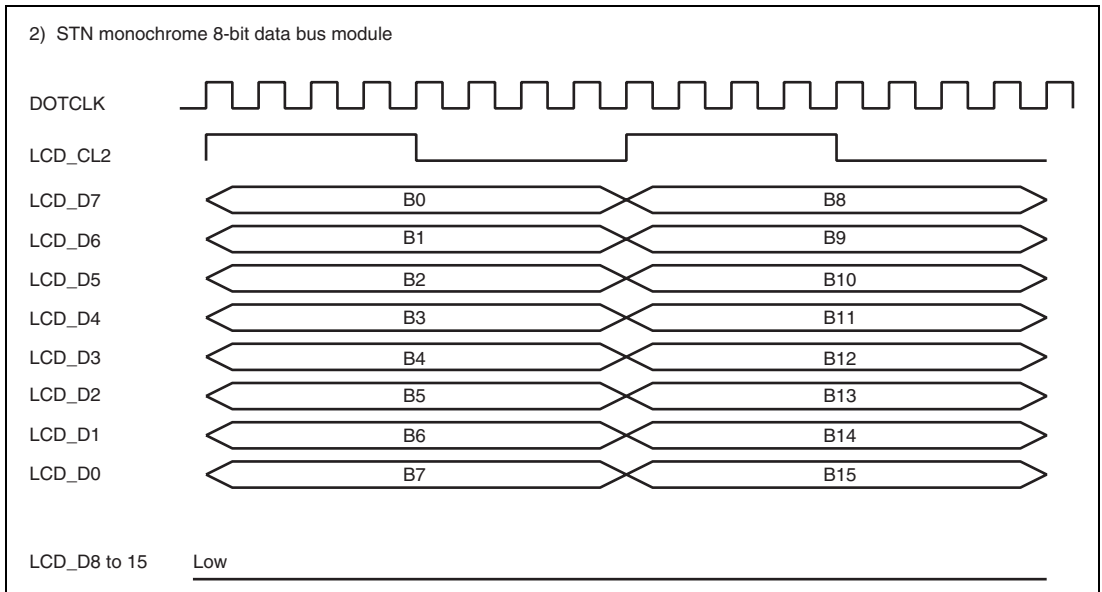 2) STN monochrome 8-bit data bus module
DOTCLK
LCD_CL2
LCD_D7 B0 B8
LCD_D6 B1 B9
LCD_D5 B2 B10
LCD_D4 B3 B11
LCD_D3 B4 B12
LCD_D2 B5 B13
LCD_D1 B6 B14
LCD_D0 B7 B15
LCD_D8 to 15 Low